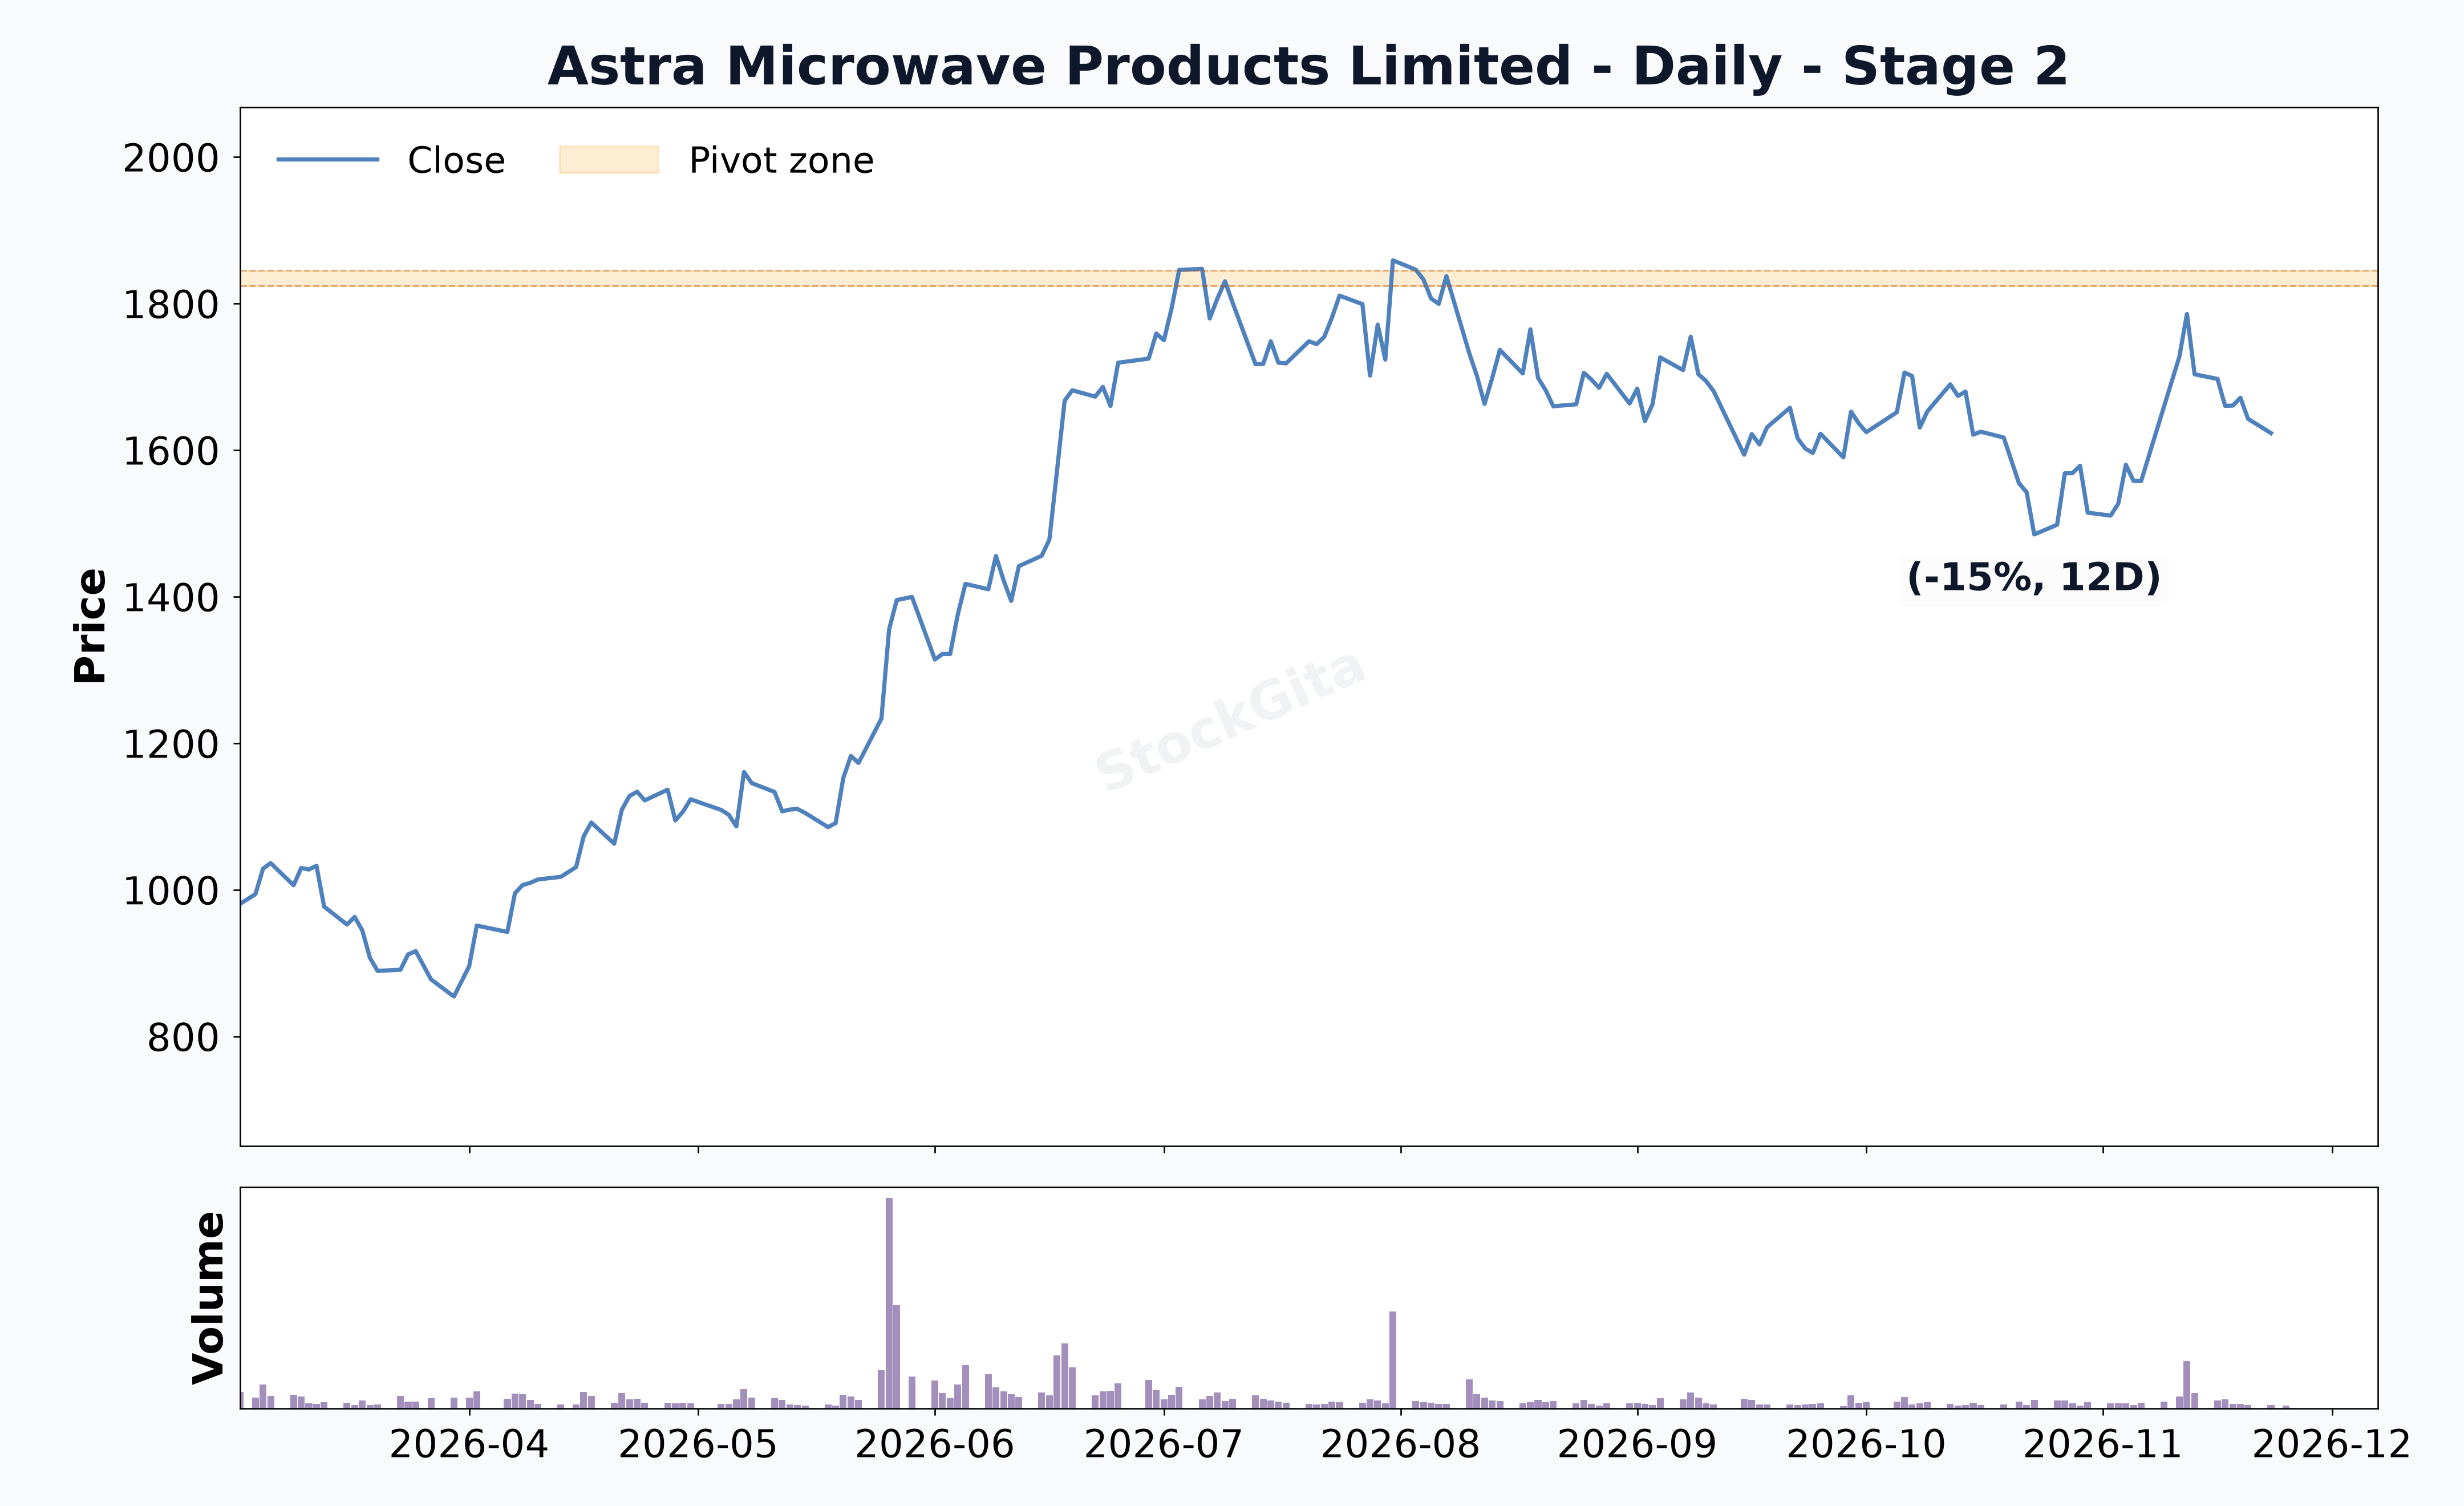 Astra Microwave Products Limited - Daily - Stage 2
Close
Pivot zone
Price
2000
1800
1600
1400
1200
1000
800
(-15%, 12D)
StockGita
Volume
2026-04
2026-05
2026-06
2026-07
2026-08
2026-09
2026-10
2026-11
2026-12